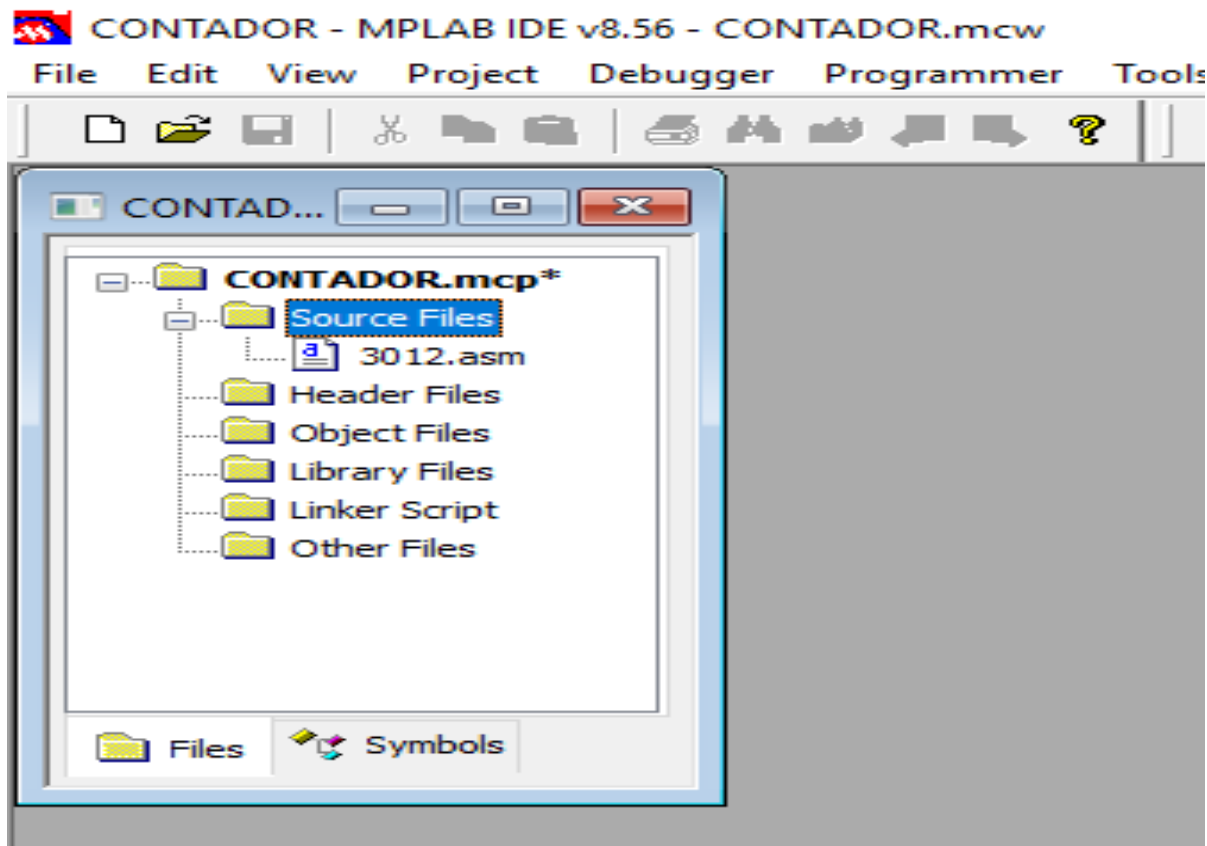 CONTADOR - MPLAB IDE v8.56 - CONTADOR.mcw
File Edit View Project Debugger Programmer Tools
CONTAD...
CONTADOR.mcp*
Source Files
3012.asm
Header Files
Object Files
Library Files
Linker Script
Other Files
Files Symbols